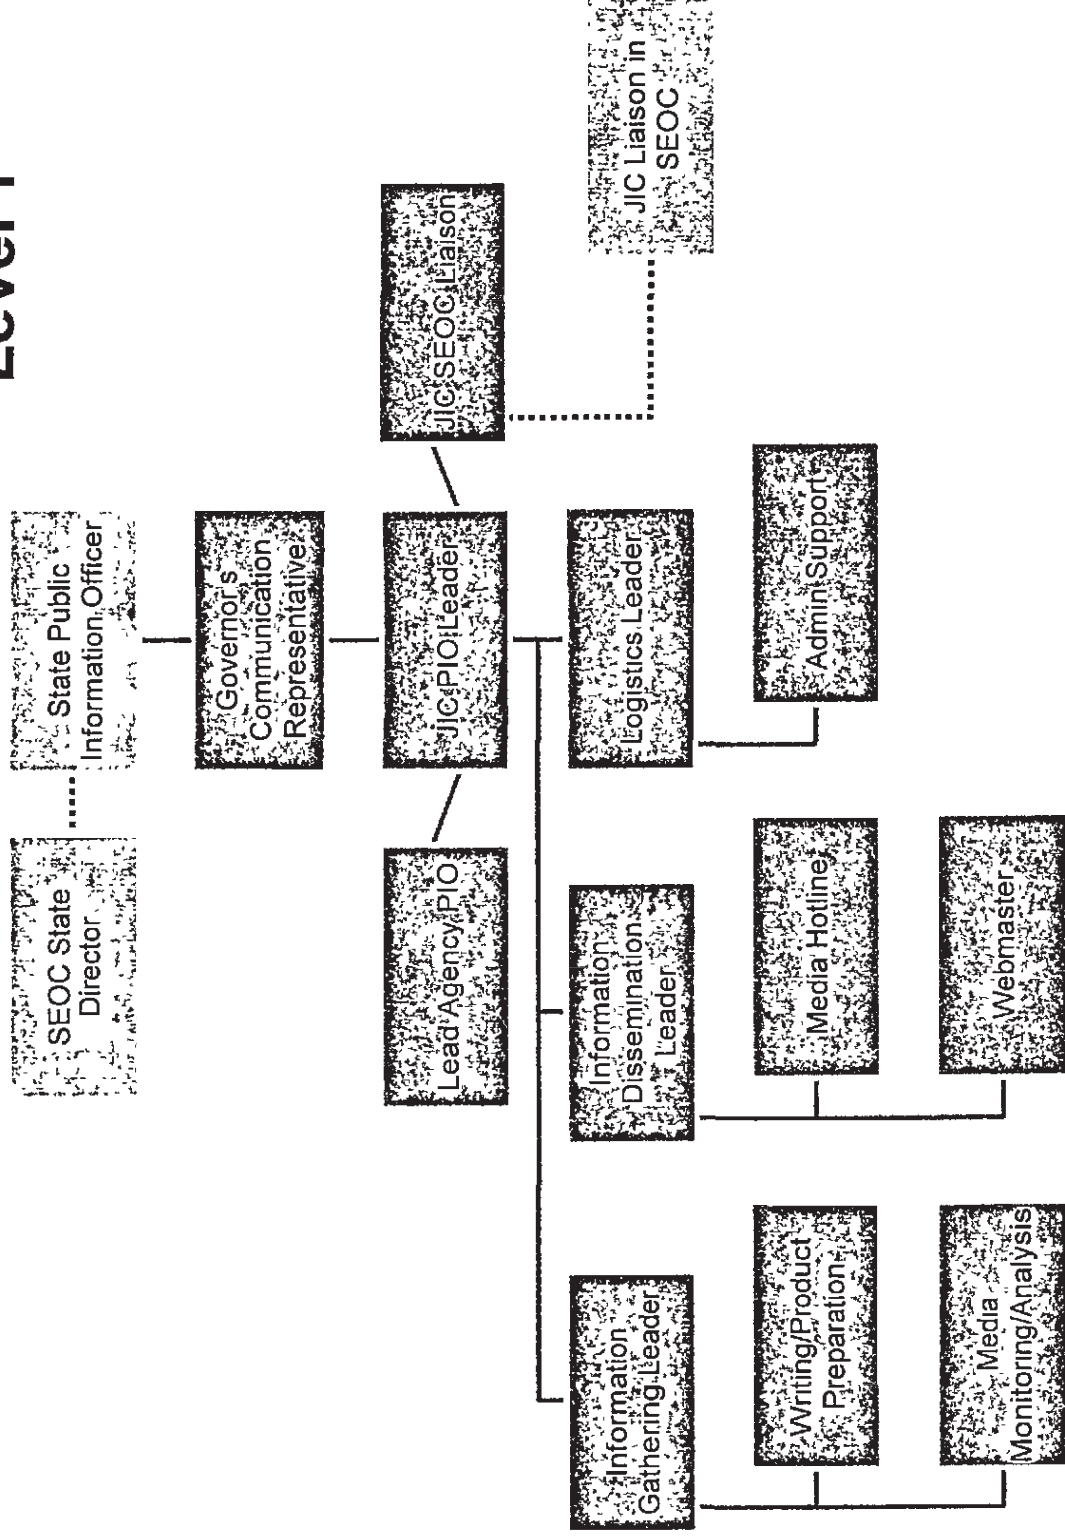 Level
SEOC State
Director
State Public
Information Officer
Governor's
Communication
Representative
Lead Agency PIO
JIC PIO Leader
JIC SEOC Liaison
JIC Liaison in
SEOC
Information
Gathering Leader
Information
Dissemination
Leader
Logistics Leader
Writing/Product
Preparation
Media Hotline
Admin Support
Media
Monitoring/Analysis
Webmaster